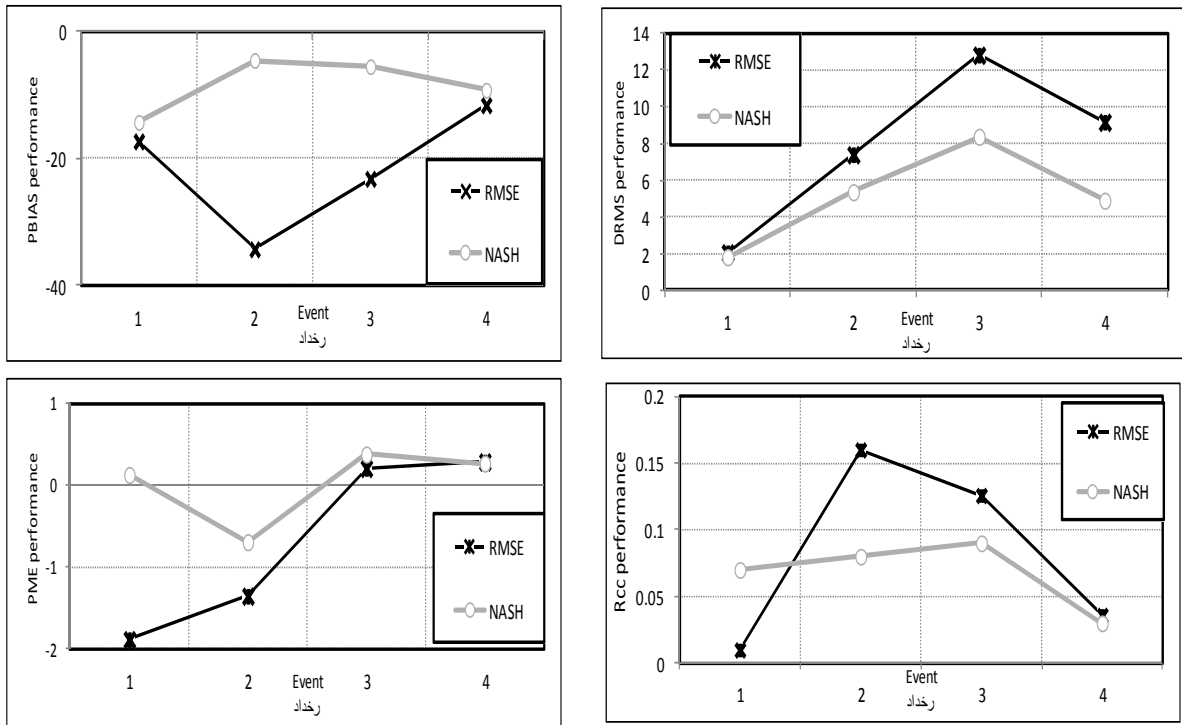 PBIAS performance
-0
-20
-40
1 2 3 4
Event
رخداد
RMSE
NASH
DRMS performance
14
12
10
8
6
4
2
0
1 2 3 4
Event
رخداد
RMSE
NASH
PME performance
1
0
-1
-2
1 2 3 4
Event
رخداد
RMSE
NASH
Rcc performance
0.2
0.15
0.1
0.05
0
1 2 3 4
Event
رخداد
RMSE
NASH